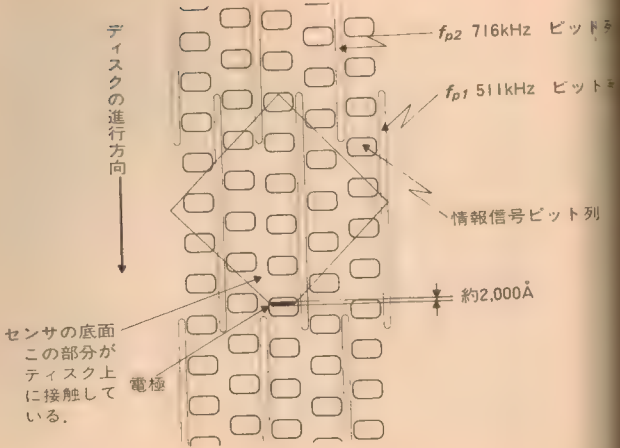 ディスクの進行方向
fp2 716kHz ビット
fp1 511kHz ビット
情報信号ビット列
約2,000Å
センサの底面
この部分が
ディスク上
に接触して
いる.
電極